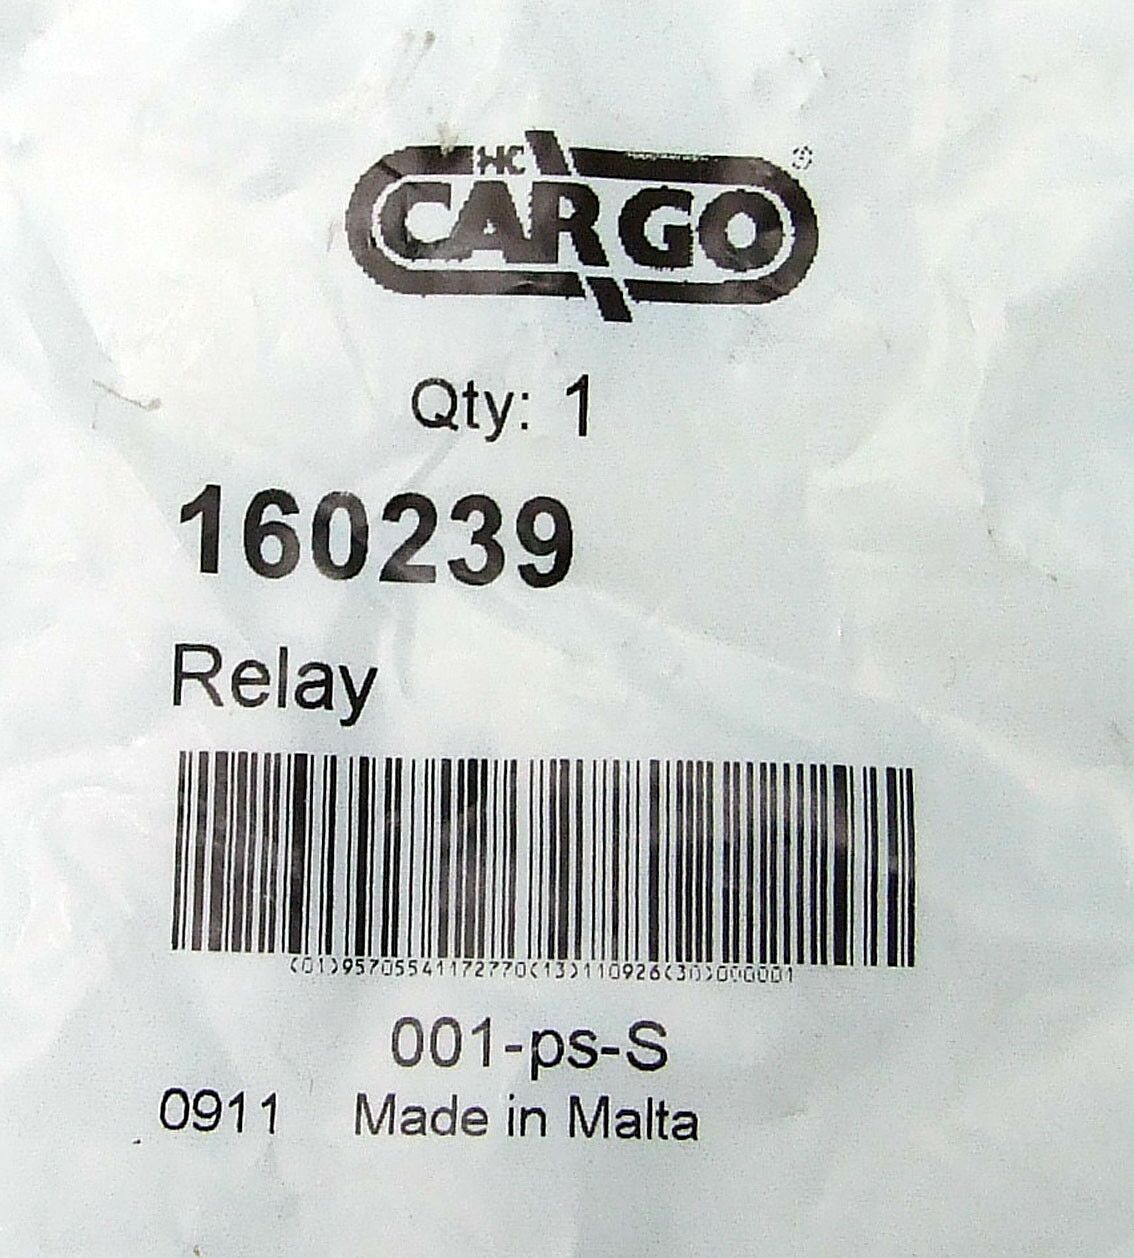 HC
CARGO®
Qty: 1
160239
Relay
(01)95705541172770(13)110926(30)000001
001-ps-S
0911 Made in Malta